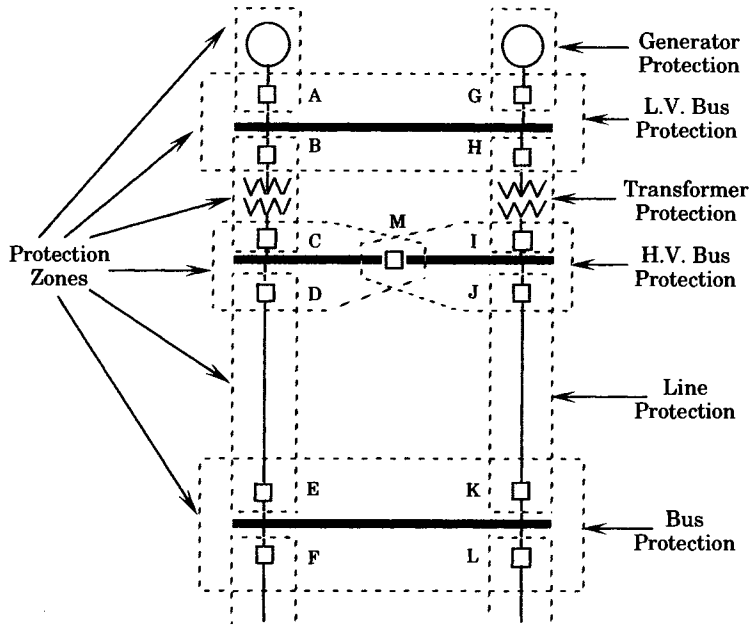 Generator
Protection
A
G
L.V. Bus
Protection
B
H
Transformer
Protection
Protection
Zones
C
M
I
H.V. Bus
Protection
D
J
Line
Protection
E
K
Bus
Protection
F
L